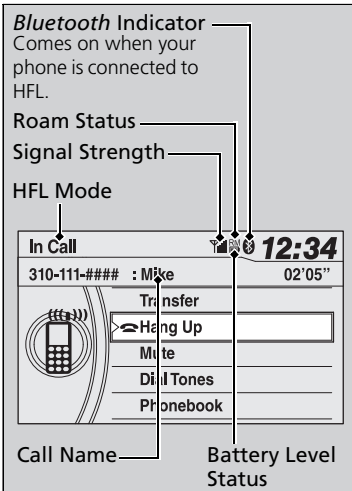 Bluetooth Indicator
Comes on when your
phone is connected to
HFL.
Roam Status
Signal Strength
HFL Mode
In Call 12:34
310-111-#### : Mike 02'05"
Transfer
Hang Up
Mute
Dial Tones
Phonebook
Call Name
Battery Level
Status